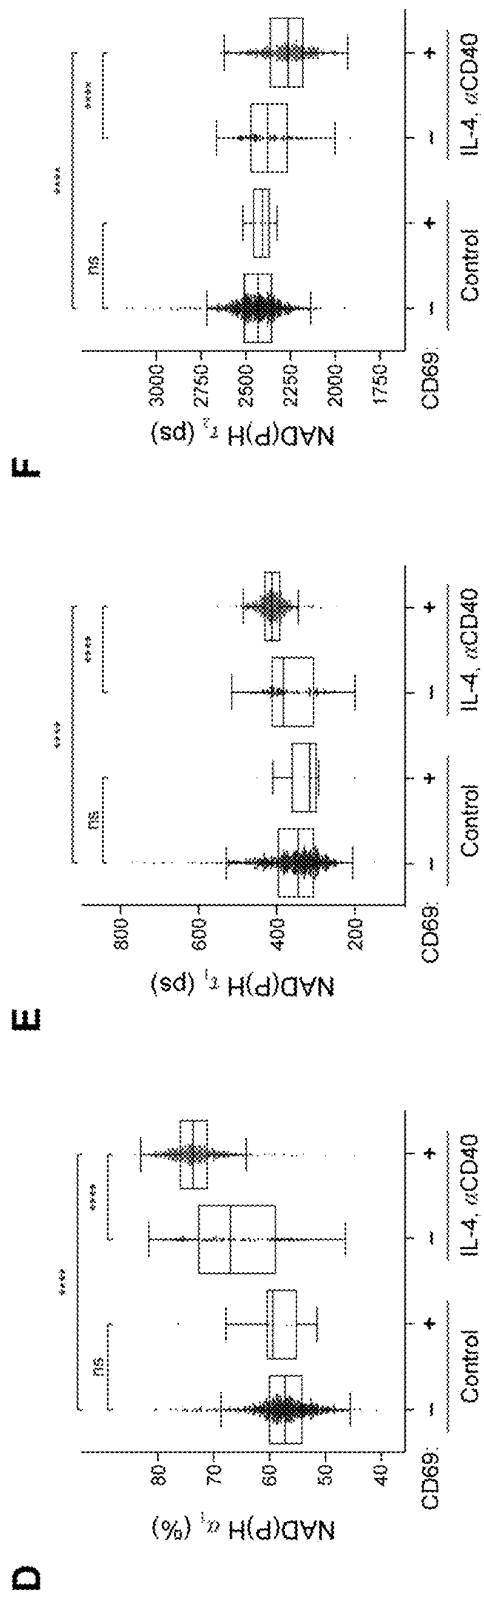 D
NAD(P)H α₁ (%)
80
70
60
50
40
ns
****
****
CD69: − + − +
Control IL-4, αCD40
E
NAD(P)H τ₁ (ps)
800
600
400
200
ns
****
****
CD69: − + − +
Control IL-4, αCD40
F
NAD(P)H τ₂ (ps)
3000
2750
2500
2250
2000
1750
ns
****
****
CD69: − + − +
Control IL-4, αCD40